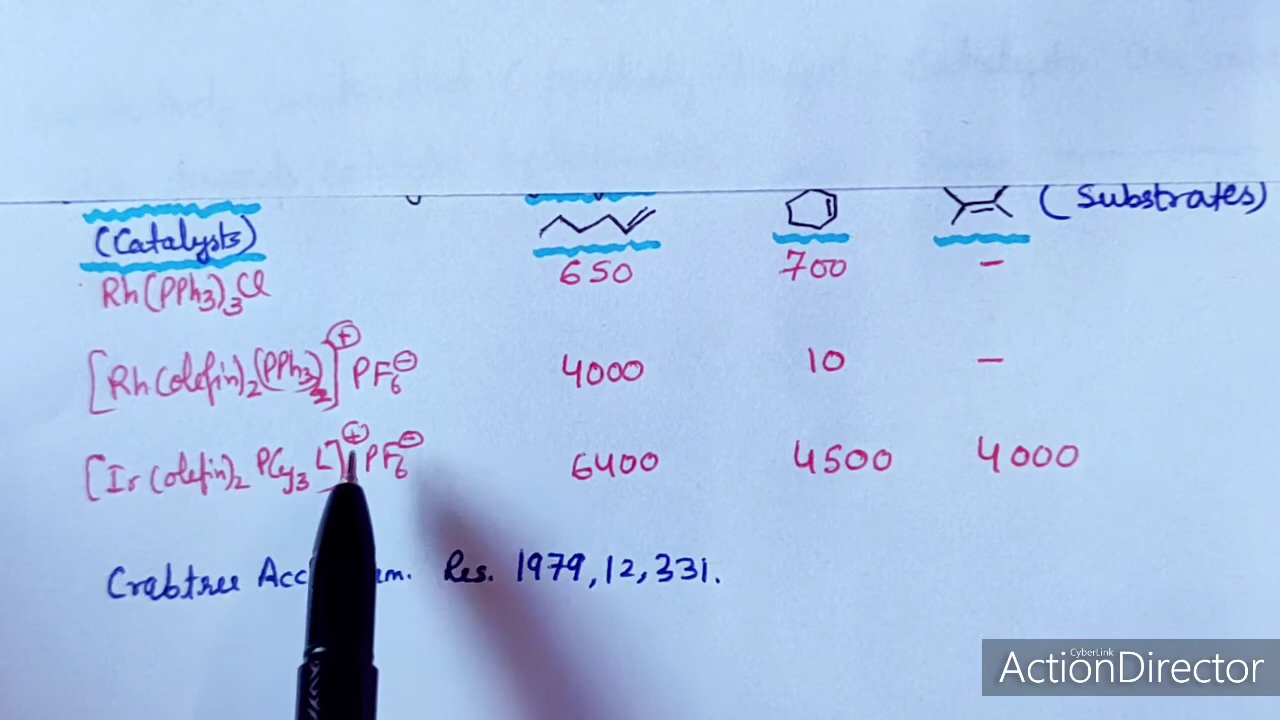 (Substrates)
(Catalysts)
Rh(PPh3)3Cl 650 700 -
[Rh(olefin)2(PPh3)2]⊕ PF6⊖ 4000 10 -
[Ir(olefin)2 PCy3 L]⊕ PF6⊖ 6400 4500 4000
Crabtree Acc m. Res. 1979, 12, 331.
CyberLink
ActionDirector